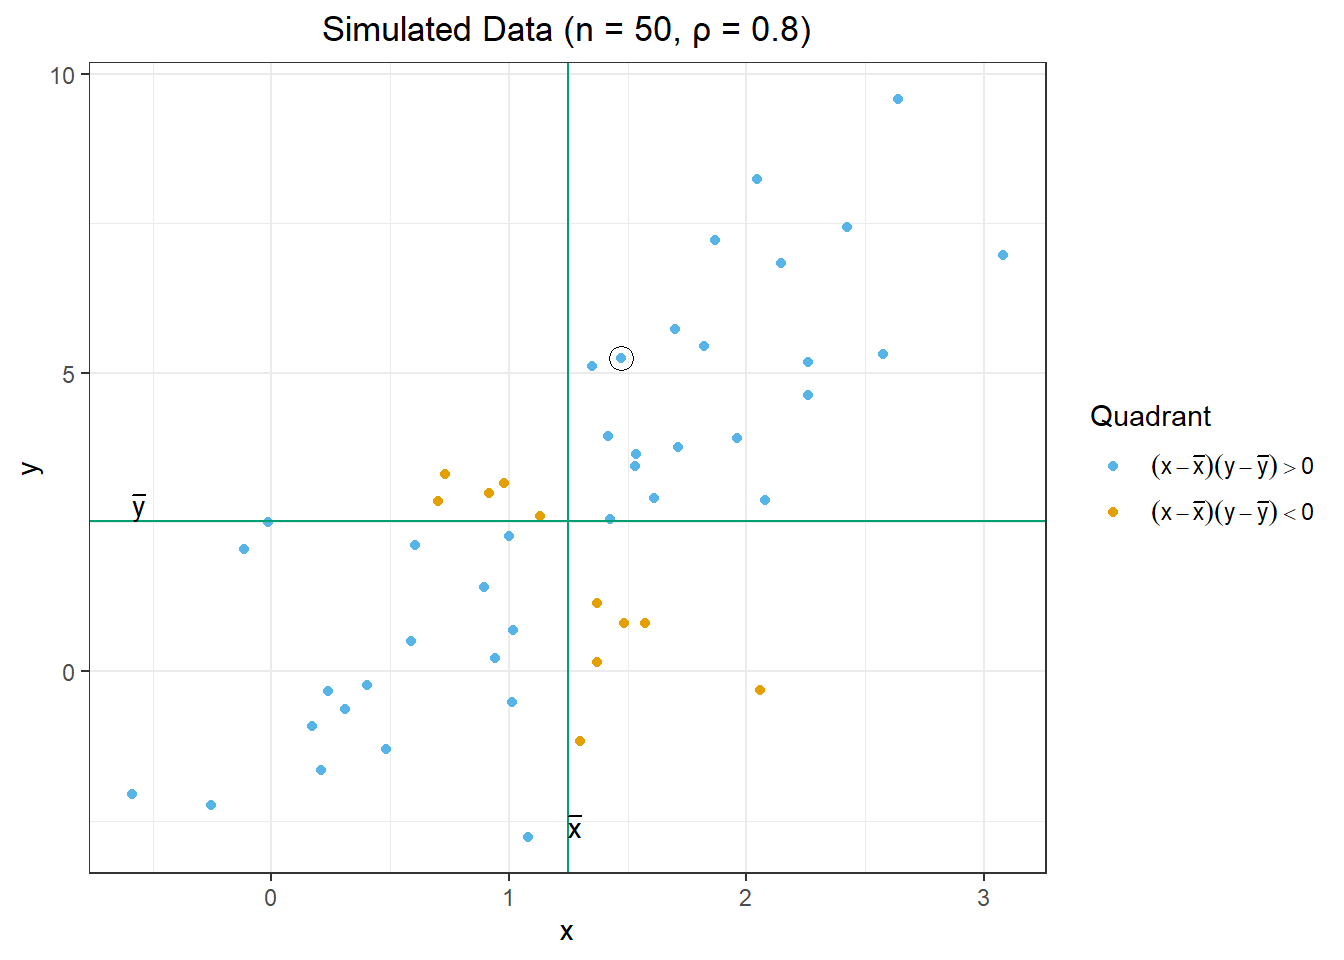 Simulated Data (n = 50, ρ = 0.8)
10
5
0
y
y̅
x̅
0
1
2
3
x
Quadrant
(x − x̅)(y − y̅) > 0
(x − x̅)(y − y̅) < 0